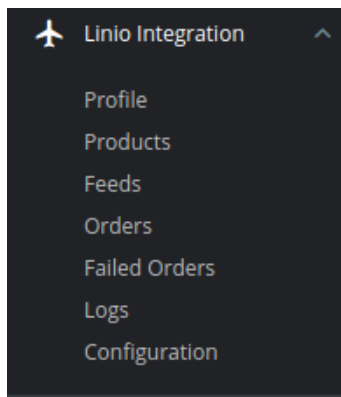 Linio Integration
Profile
Products
Feeds
Orders
Failed Orders
Logs
Configuration